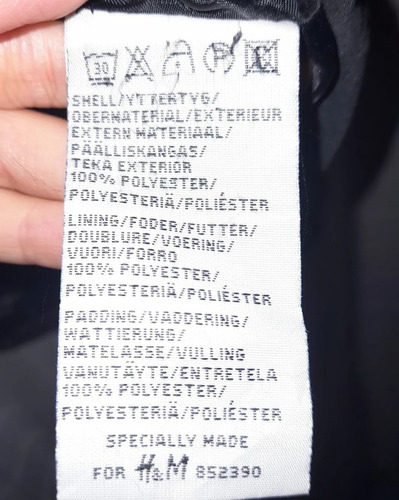 30
P
SHELL/YTTERTYG/
OBERMATERIAL/EXTERIEUR
EXTERN MATERIAAL/
PÄÄLLISKANGAS/
TEKA EXTERIOR
100% POLYESTER/
POLYESTERIÄ/POLIÉSTER
LINING/FODER/FUTTER/
DOUBLURE/VOERING/
VUORI/FORRO
100% POLYESTER/
POLYESTERIÄ/POLIÉSTER
PADDING/VADDERING/
WATTIERUNG/
MATELASSE/VULLING
VANUTÄYTE/ENTRETELA
100% POLYESTER/
POLYESTERIÄ/POLIÉSTER
SPECIALLY MADE
FOR H&M 852390